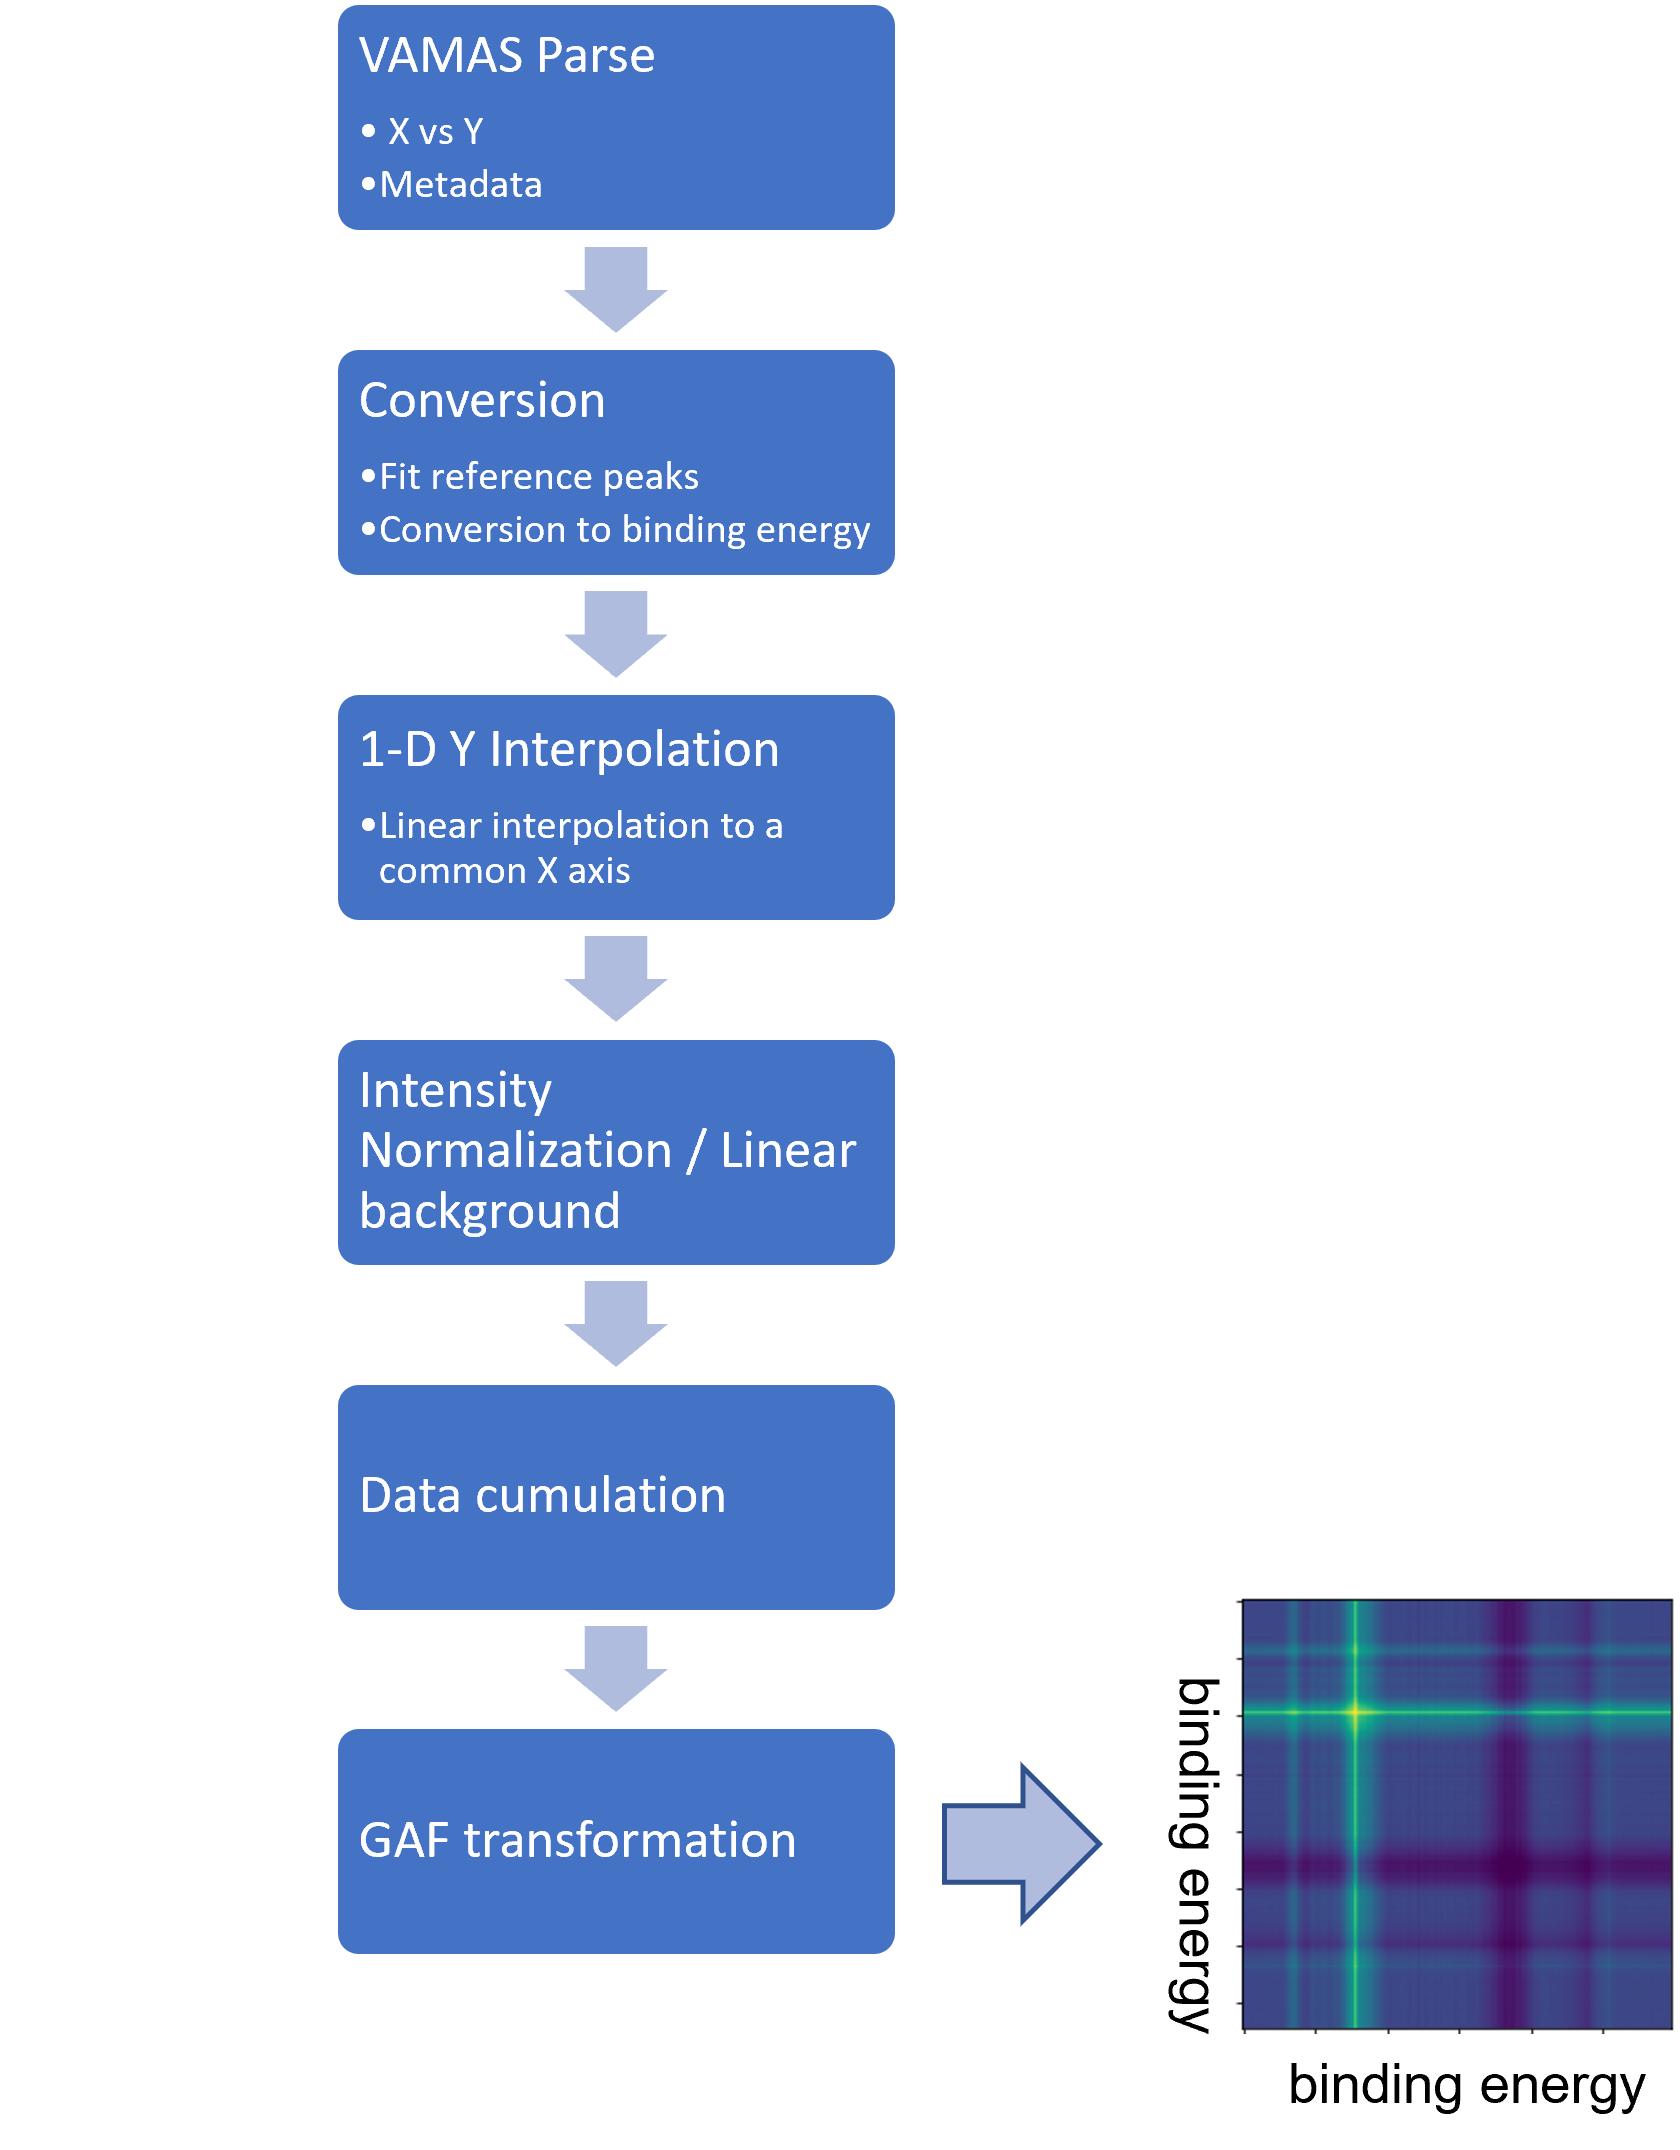 VAMAS Parse
• X vs Y
•Metadata
Conversion
•Fit reference peaks
•Conversion to binding energy
1-D Y Interpolation
•Linear interpolation to a
common X axis
Intensity
Normalization / Linear
background
Data cumulation
GAF transformation
binding energy
binding energy